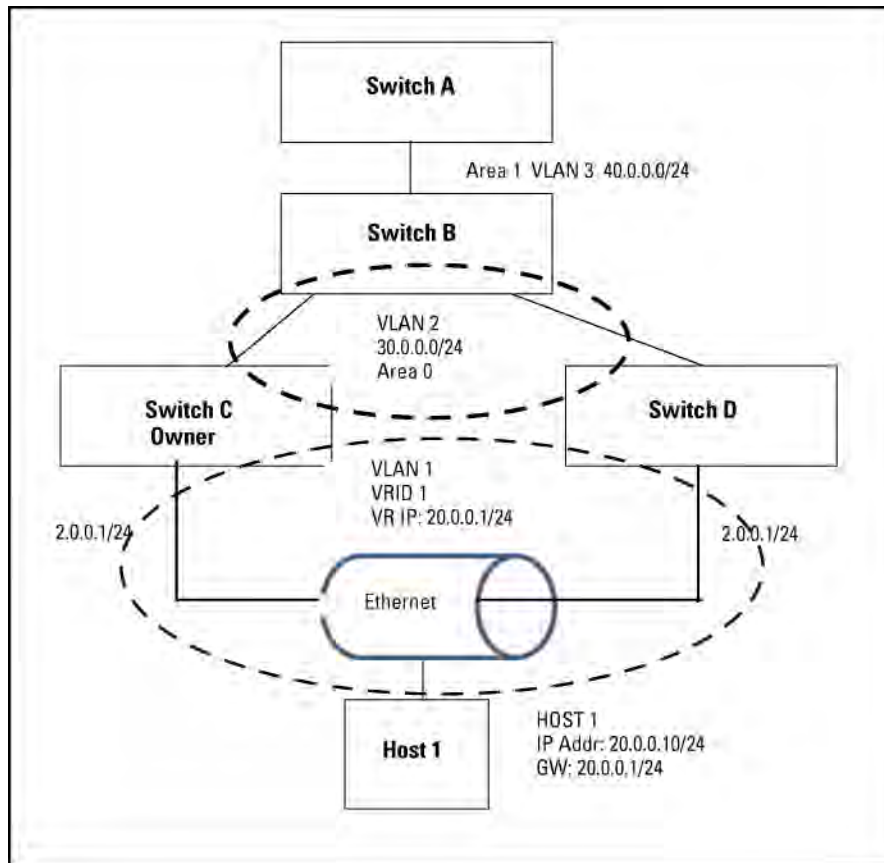 Switch A
Area 1 VLAN 3 40.0.0.0/24
Switch B
VLAN 2
30.0.0.0/24
Area 0
Switch C
Owner
Switch D
VLAN 1
VRID 1
VR IP: 20.0.0.1/24
2.0.0.1/24
2.0.0.1/24
Ethernet
HOST 1
IP Addr: 20.0.0.10/24
GW: 20.0.0.1/24
Host 1